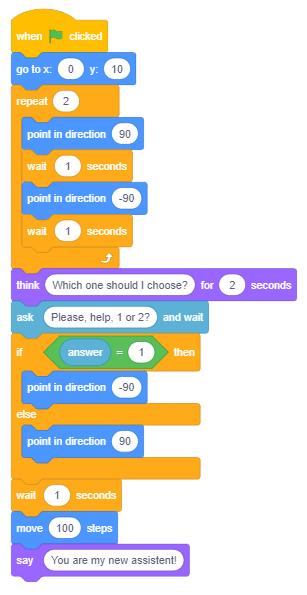 when clicked
go to x: 0 y: 10
repeat 2
point in direction 90
wait 1 seconds
point in direction -90
wait 1 seconds
think Which one should I choose? for 2 seconds
ask Please, help, 1 or 2? and wait
if answer = 1 then
point in direction -90
else
point in direction 90
wait 1 seconds
move 100 steps
say You are my new assistent!